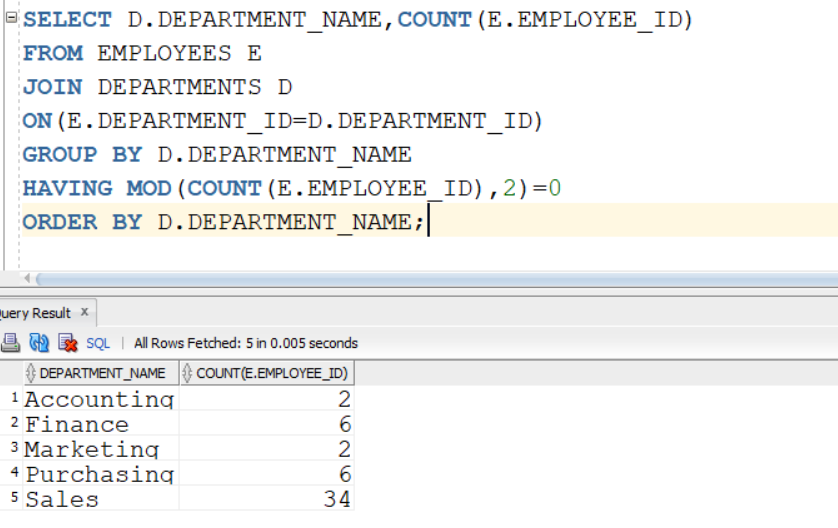 SELECT D.DEPARTMENT_NAME,COUNT(E.EMPLOYEE_ID)
FROM EMPLOYEES E
JOIN DEPARTMENTS D
ON(E.DEPARTMENT_ID=D.DEPARTMENT_ID)
GROUP BY D.DEPARTMENT_NAME
HAVING MOD(COUNT(E.EMPLOYEE_ID),2)=0
ORDER BY D.DEPARTMENT_NAME;
uery Result x
SQL | All Rows Fetched: 5 in 0.005 seconds
DEPARTMENT_NAME COUNT(E.EMPLOYEE_ID)
1 Accounting 2
2 Finance 6
3 Marketing 2
4 Purchasing 6
5 Sales 34